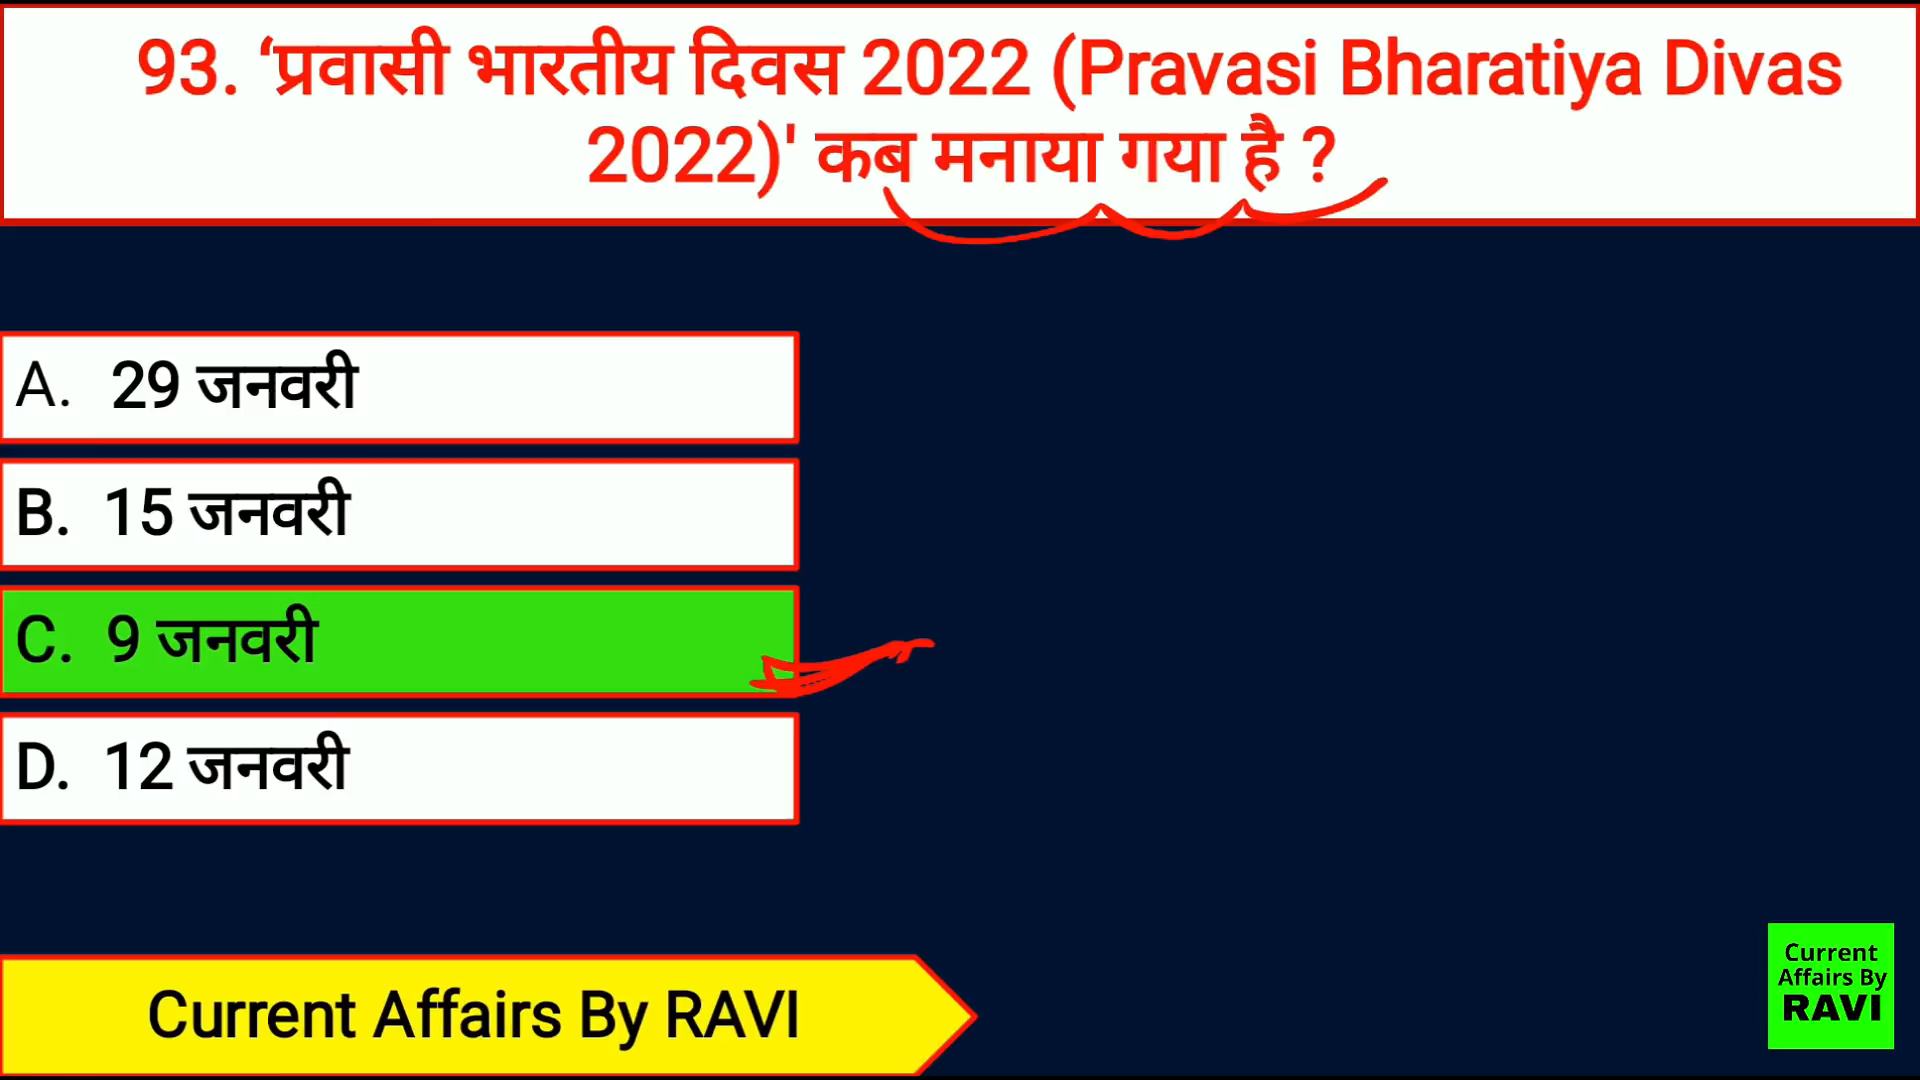 93. ‘प्रवासी भारतीय दिवस 2022 (Pravasi Bharatiya Divas
2022)' कब मनाया गया है ?
A. 29 जनवरी
B. 15 जनवरी
C. 9 जनवरी
D. 12 जनवरी
Current Affairs By RAVI
Current
Affairs By
RAVI